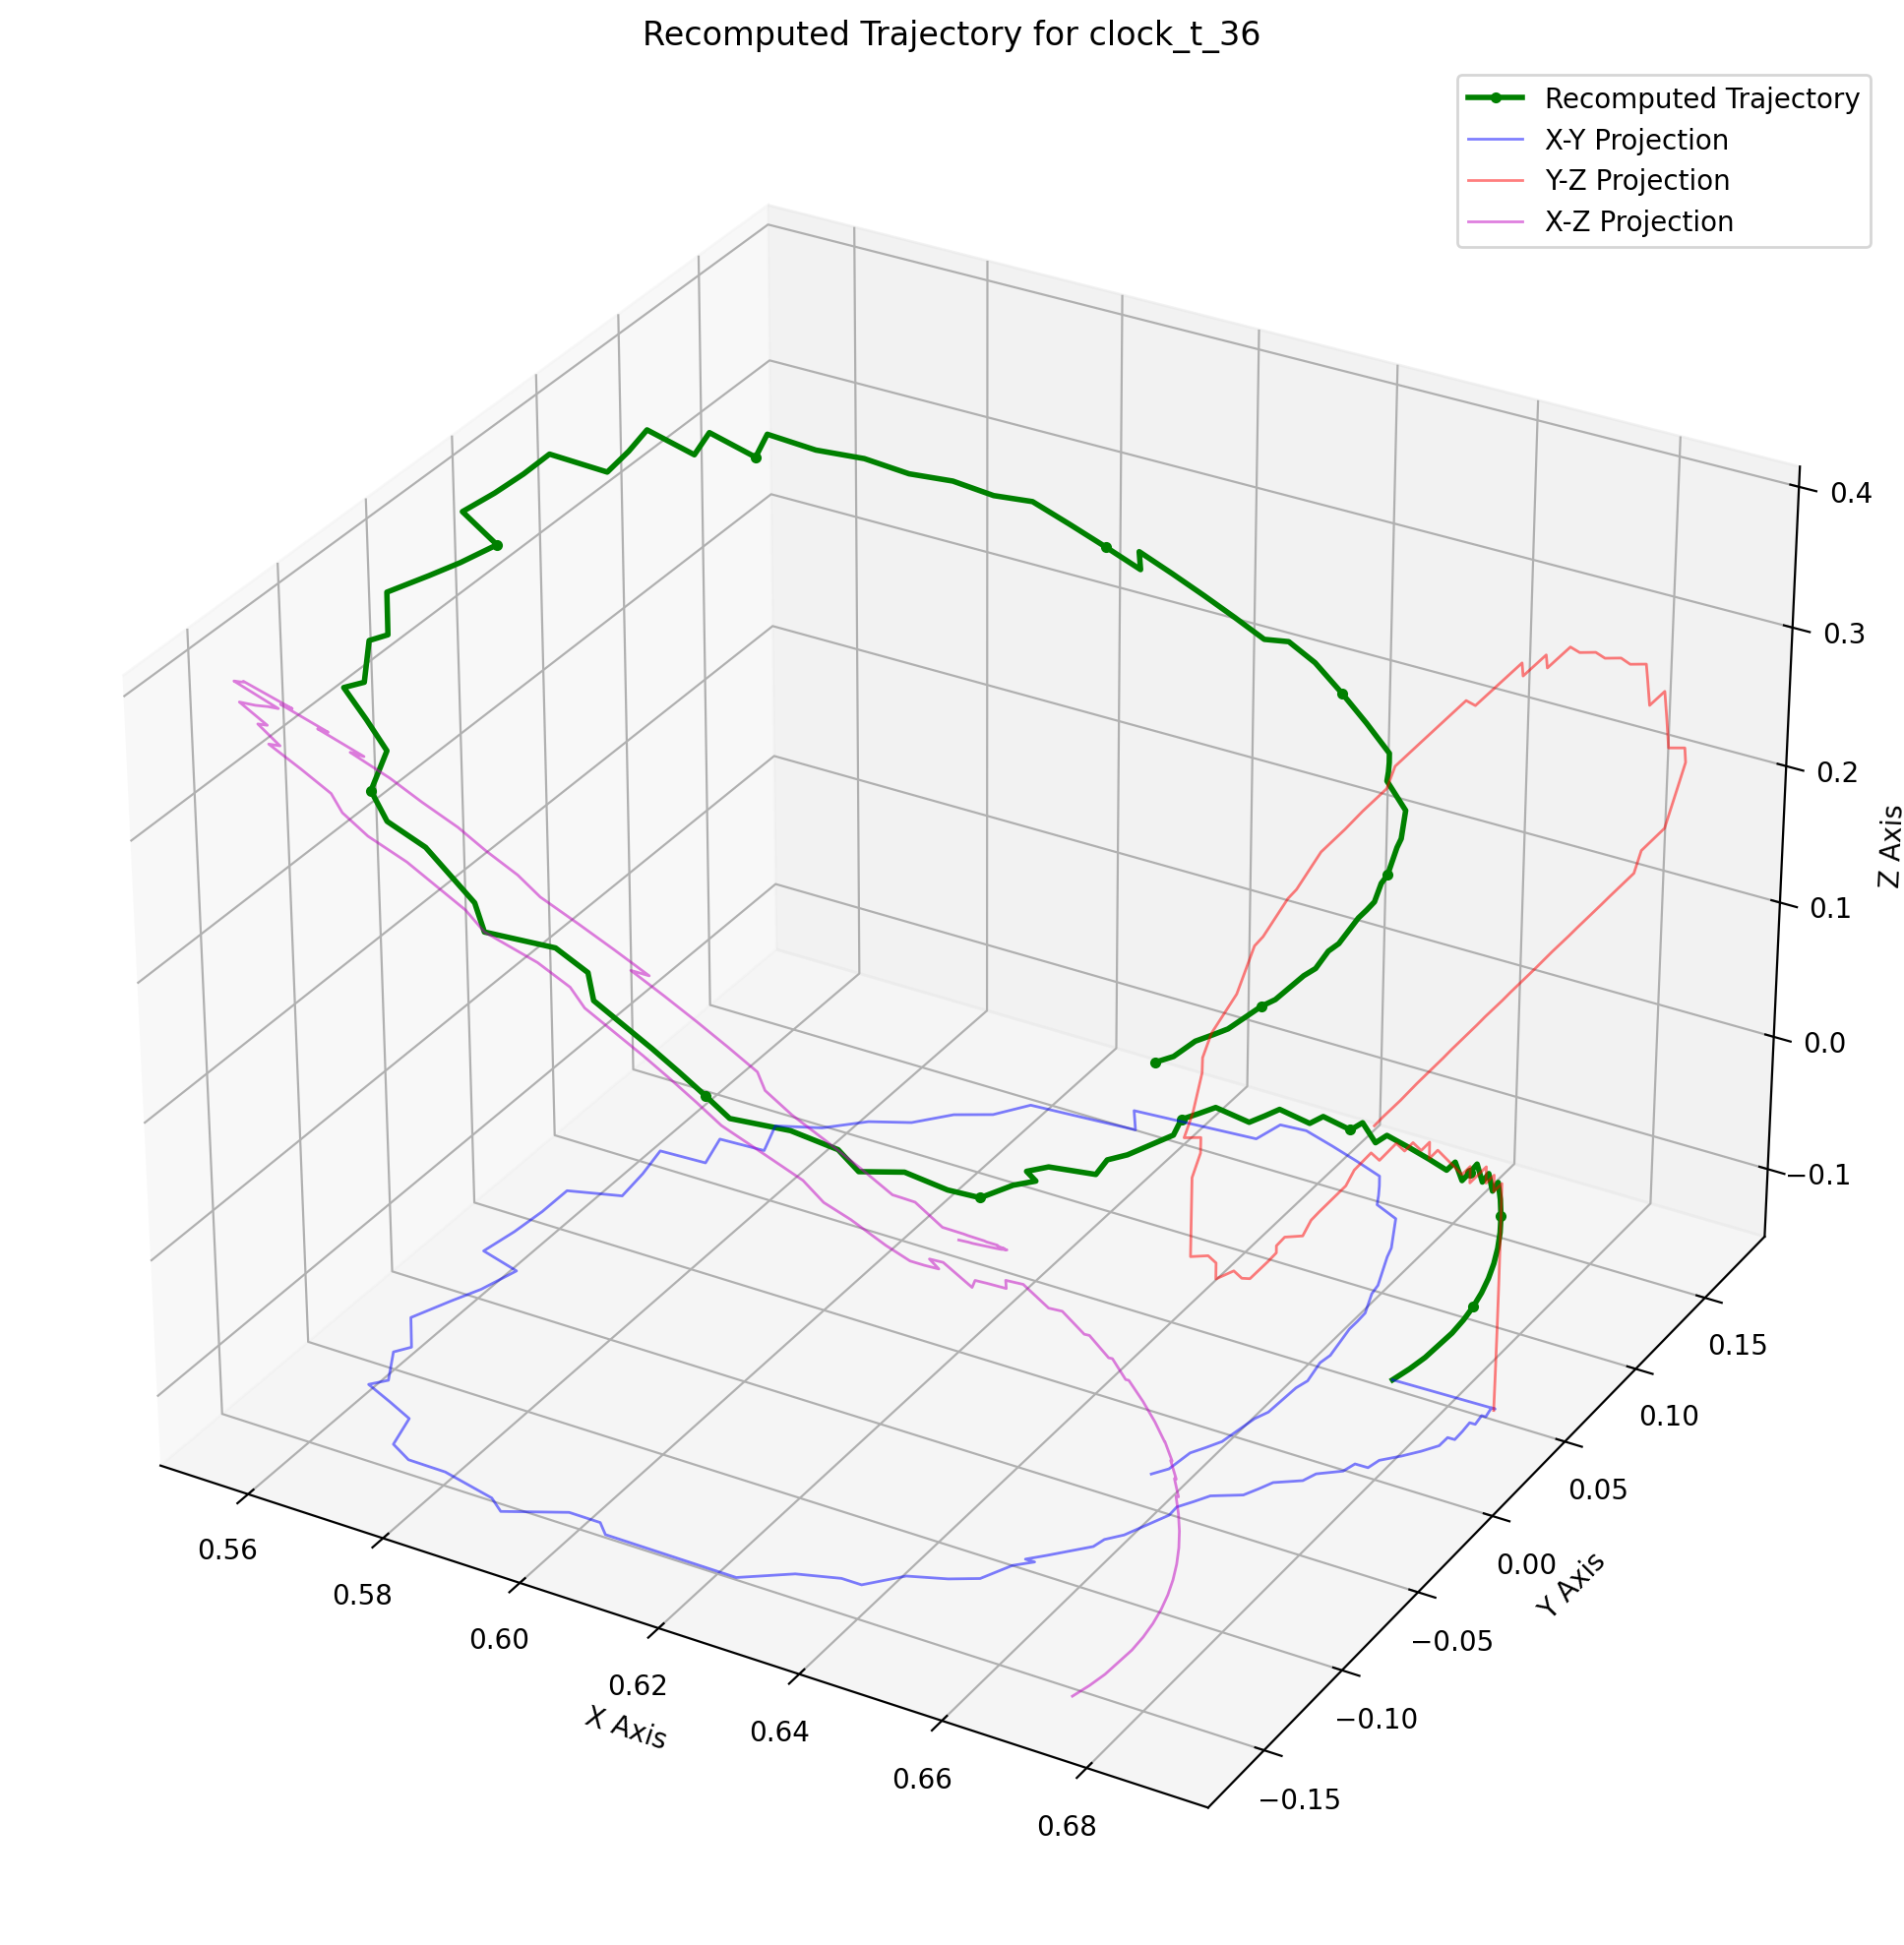 Recomputed Trajectory for clock_t_36
Recomputed Trajectory
X-Y Projection
Y-Z Projection
X-Z Projection
0.4
0.3
0.2
0.1
0.0
−0.1
Z Axis
0.15
0.10
0.05
0.00
−0.05
−0.10
−0.15
Y Axis
0.56
0.58
0.60
0.62
0.64
0.66
0.68
X Axis